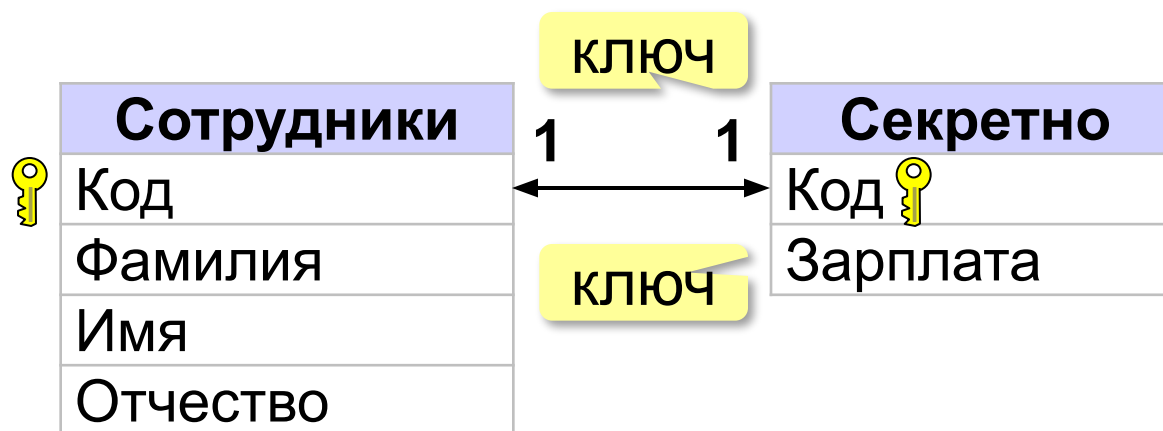 ключ
Сотрудники
1 1
Секретно
Код
Код
Фамилия
ключ
Зарплата
Имя
Отчество